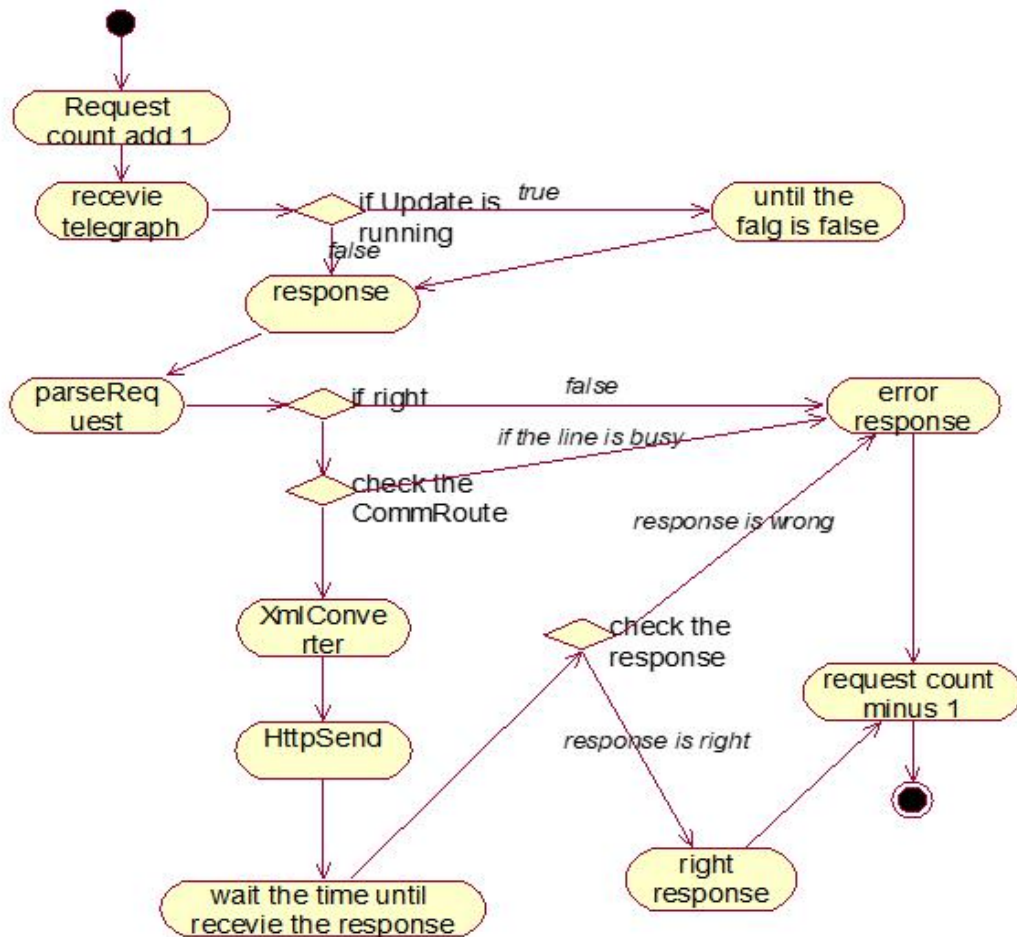 Request
count add 1
recevie
telegraph
if Update is
running
true
false
until the
falg is false
response
parseReq
uest
if right
false
error
response
if the line is busy
check the
CommRoute
response is wrong
XmlConve
rter
check the
response
request count
minus 1
HttpSend
response is right
right
response
wait the time until
recevie the response